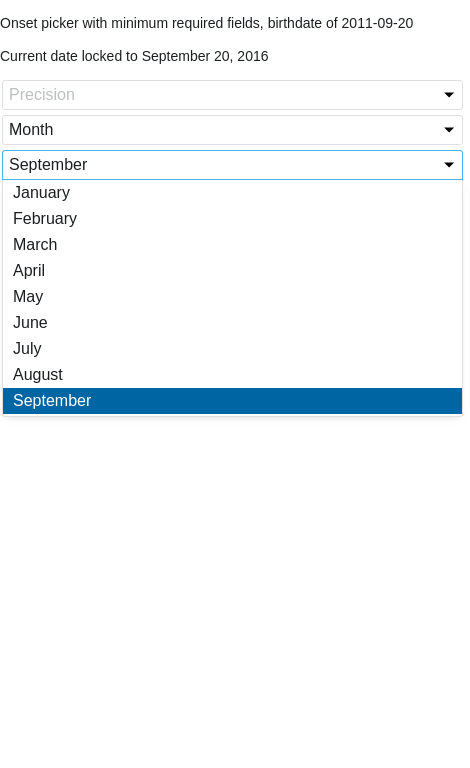 Onset picker with minimum required fields, birthdate of 2011-09-20
Current date locked to September 20, 2016
Precision
Month
September
January
February
March
April
May
June
July
August
September